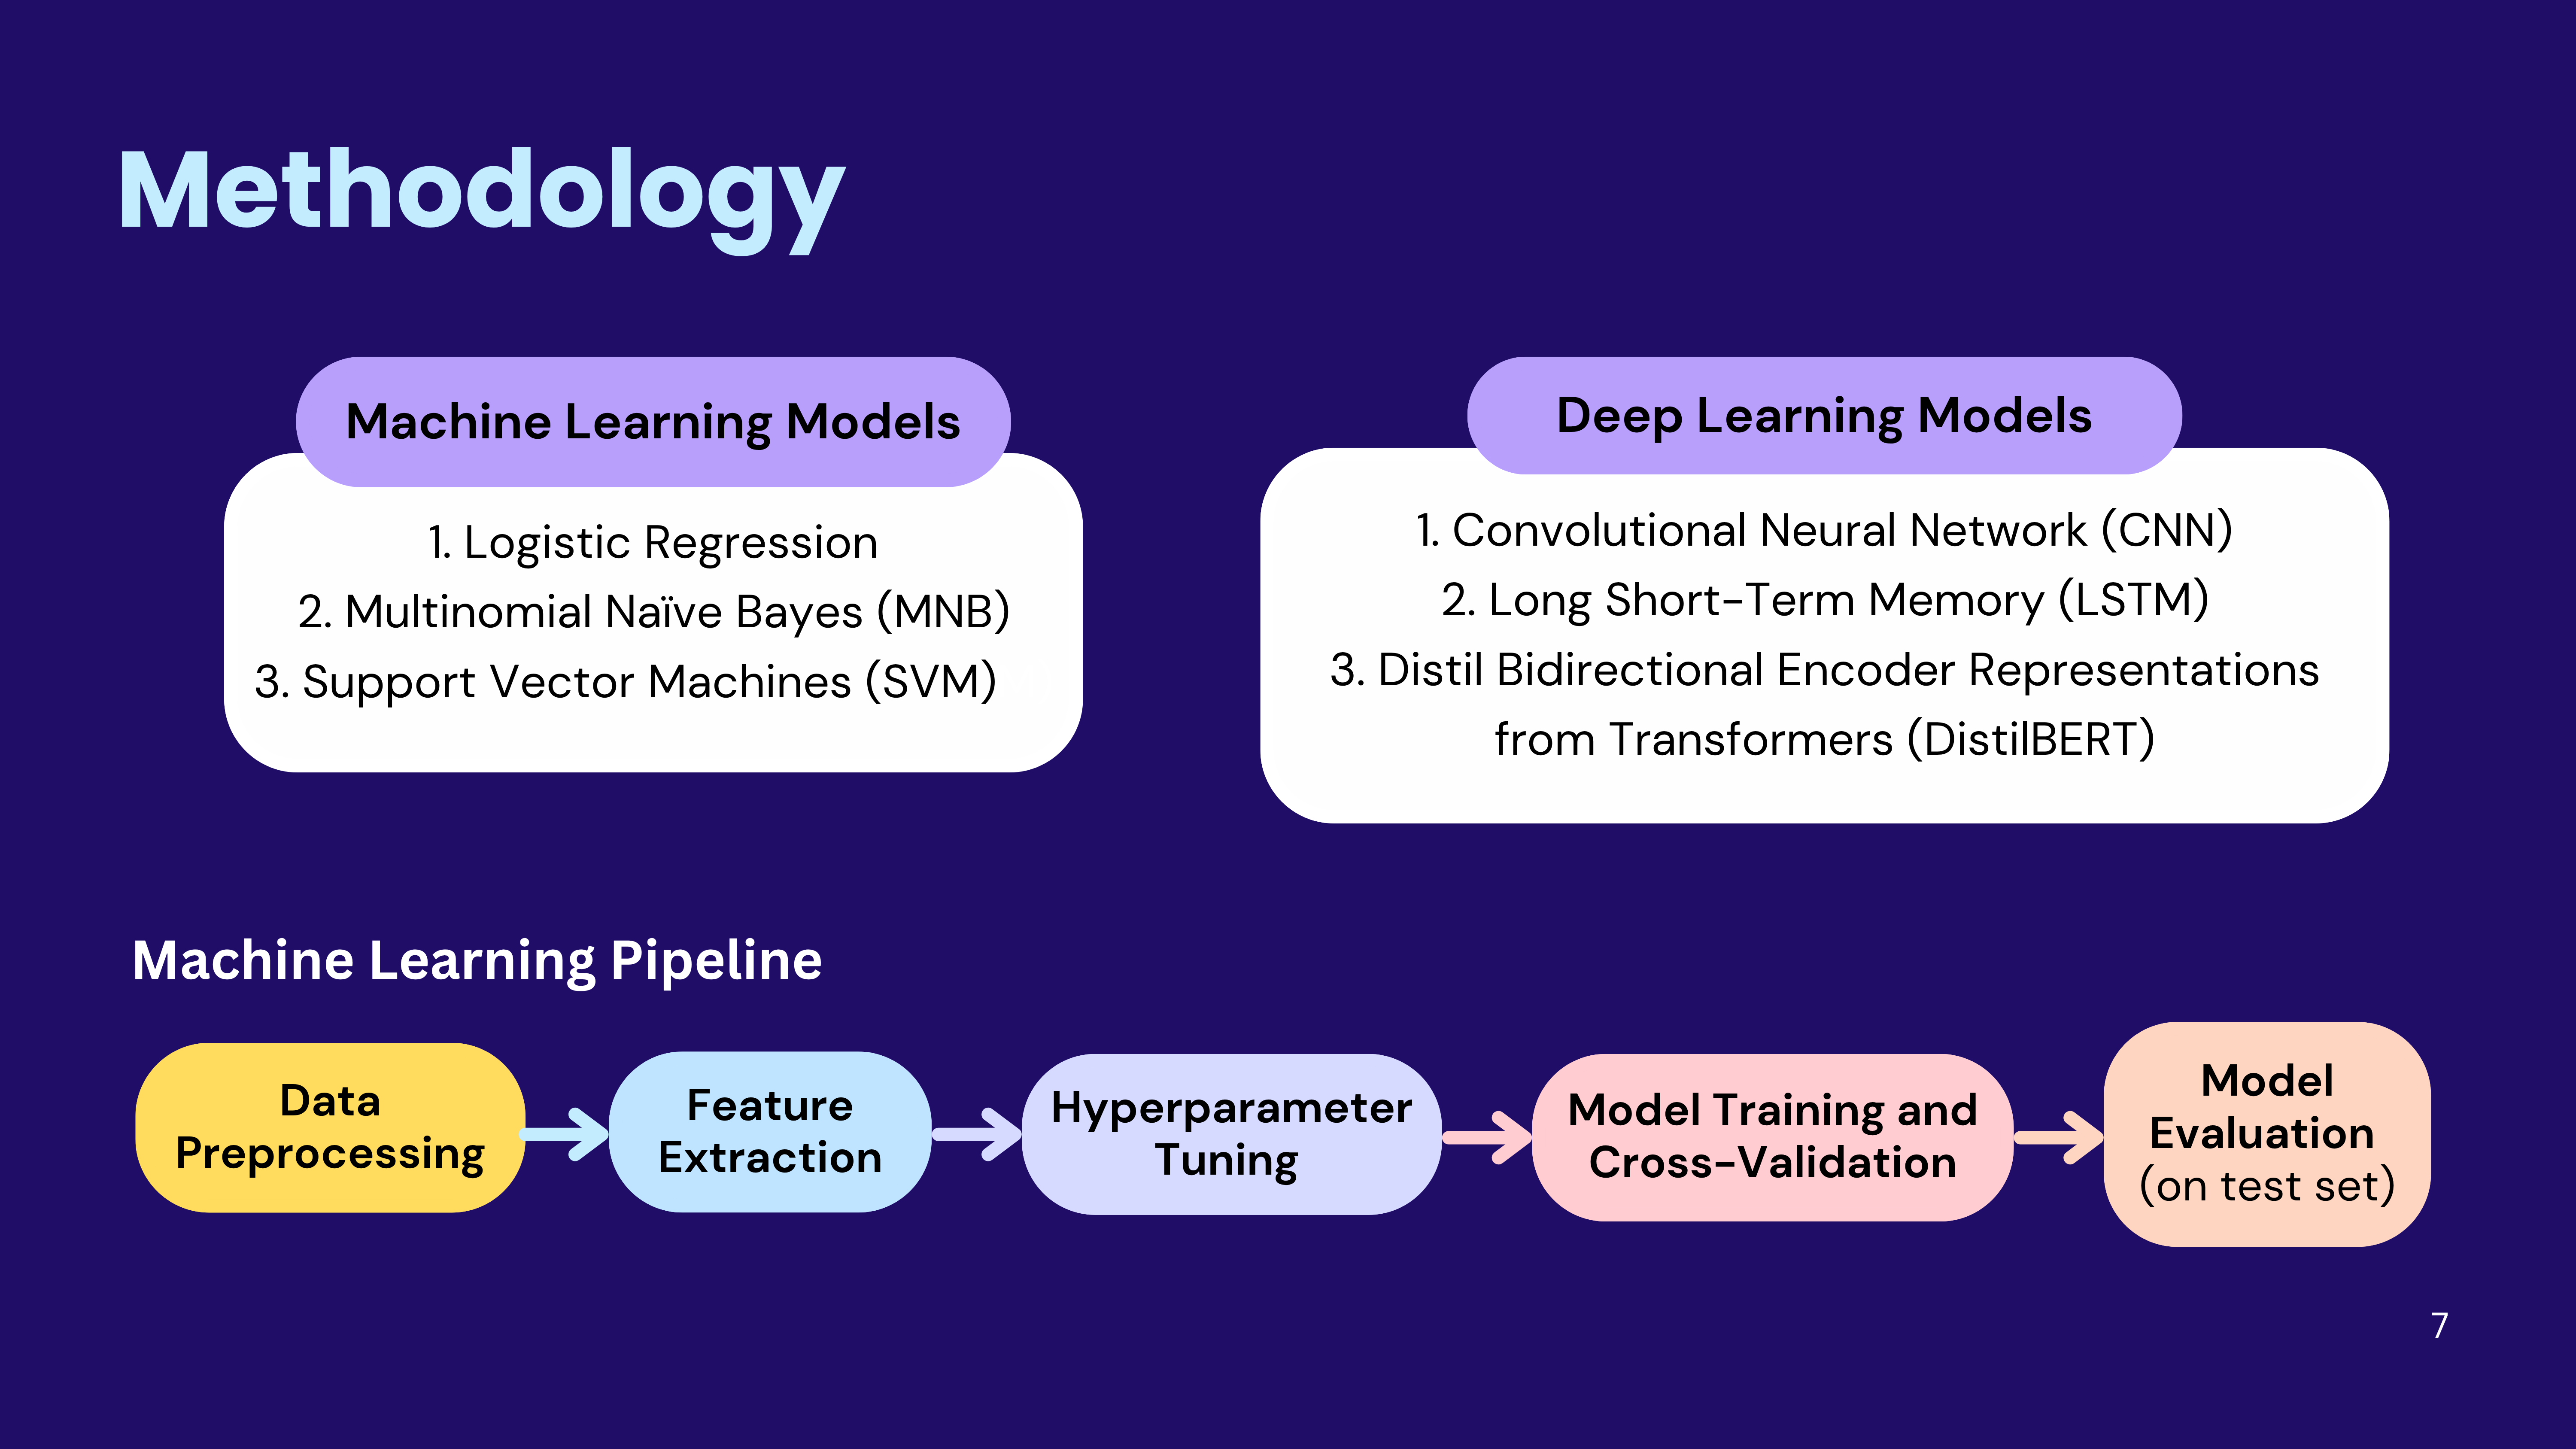 Methodology
Machine Learning Models
1. Logistic Regression
2. Multinomial Naïve Bayes (MNB)
3. Support Vector Machines (SVM)
Deep Learning Models
1. Convolutional Neural Network (CNN)
2. Long Short-Term Memory (LSTM)
3. Distil Bidirectional Encoder Representations
from Transformers (DistilBERT)
Machine Learning Pipeline
Data
Preprocessing
Feature
Extraction
Hyperparameter
Tuning
Model Training and
Cross-Validation
Model
Evaluation
(on test set)
7